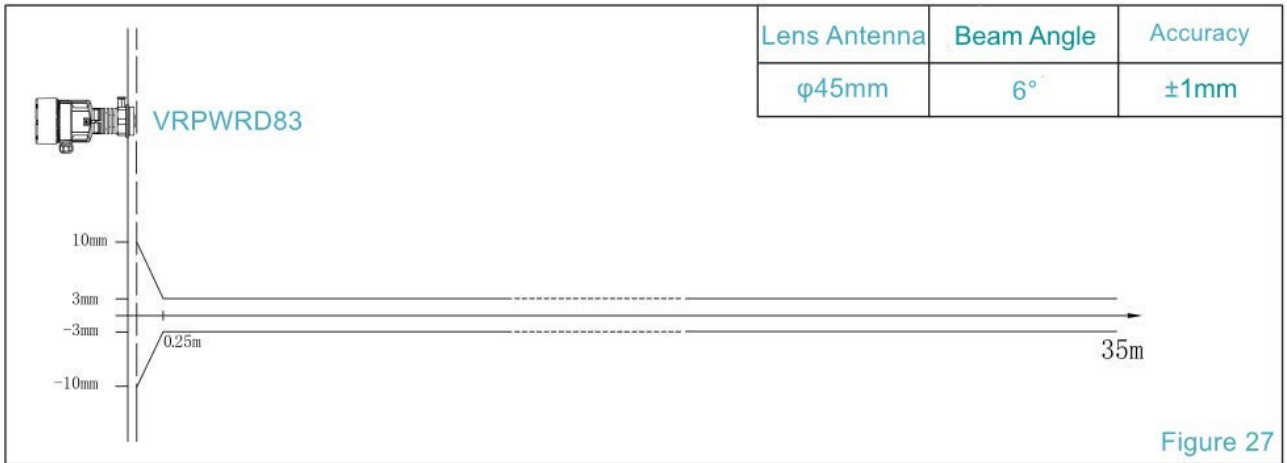 Lens Antenna Beam Angle Accuracy
φ45mm 6° ±1mm
VRPWRD83
10mm
3mm
-3mm
0.25m
35m
-10mm
Figure 27